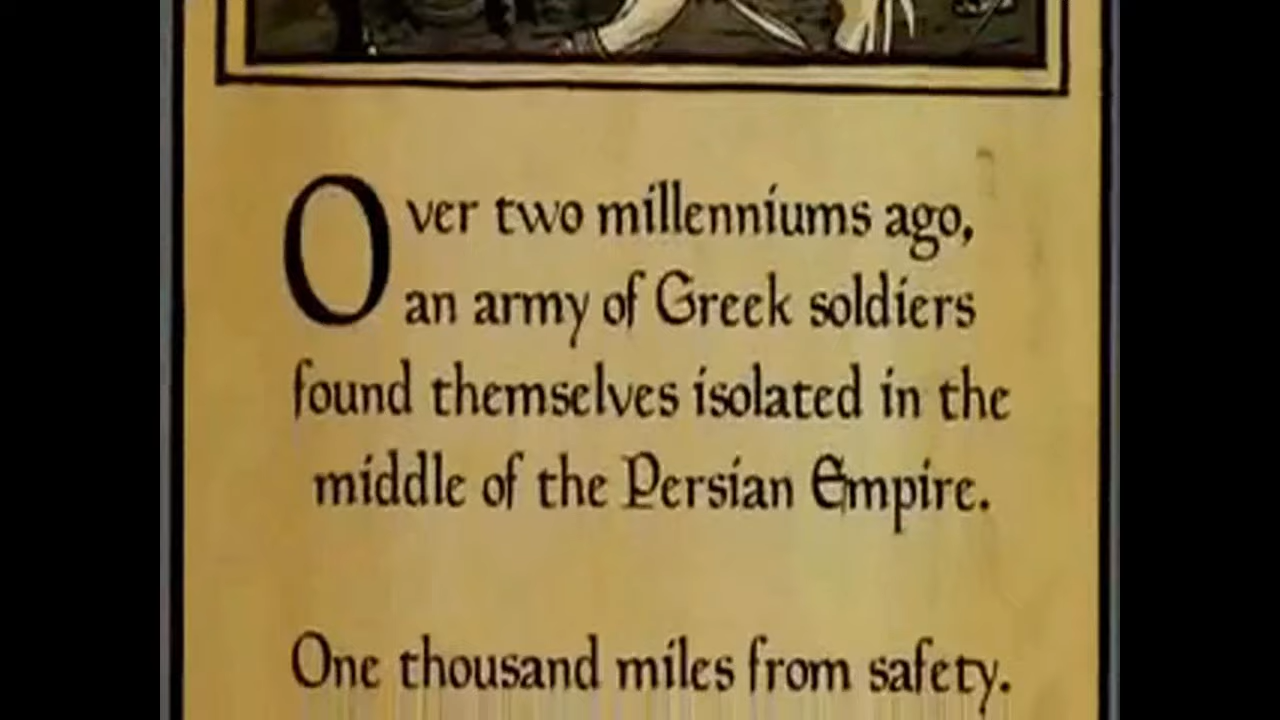 Over two millenniums ago,
an army of Greek soldiers
found themselves isolated in the
middle of the Persian Empire.
One thousand miles from safety.